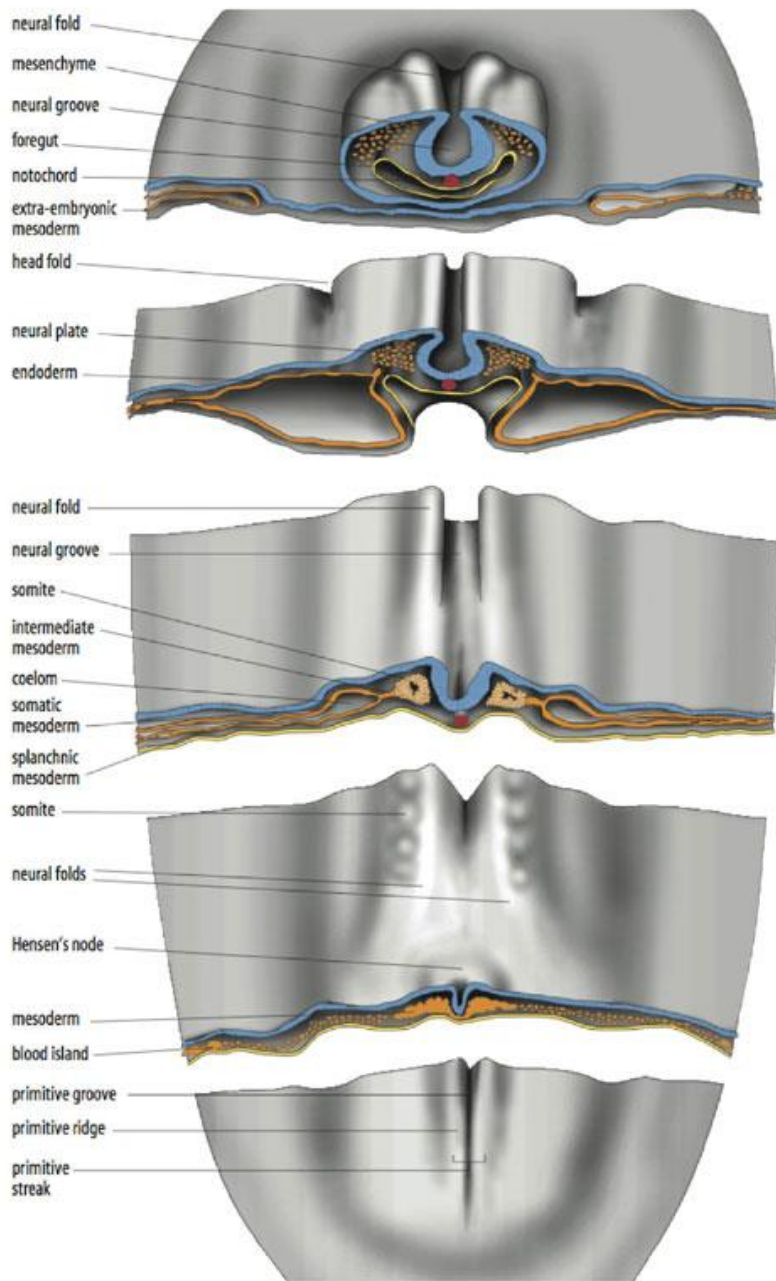 neural fold
mesenchyme
neural groove
foregut
notochord
extra-embryonic
mesoderm
head fold
neural plate
endoderm
neural fold
neural groove
somite
intermediate
mesoderm
coelom
somatic
mesoderm
splanchnic
mesoderm
somite
neural folds
Hensen's node
mesoderm
blood island
primitive groove
primitive ridge
primitive
streak